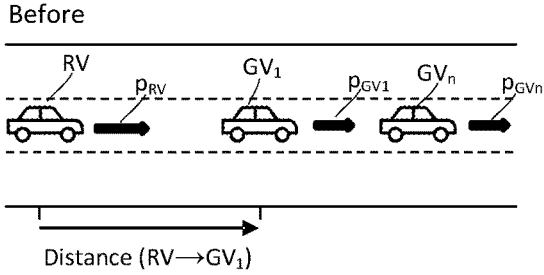 Before
RV
pRV
GV1
pGV1
GVn
pGVn
Distance (RV→GV1)